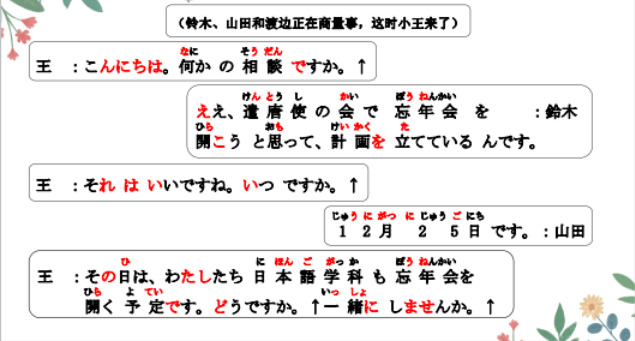 （铃木、山田和渡边正在商量事，这时小王来了）
なに そう だん
王 ：こんにちは。何か の 相 談 ですか。↑
けん とう し かい ぼう ねんかい
ええ、遣 唐 使 の 会 で 忘 年 会 を ：鈴木
ひら おも けい かく た
開こう と思って、計 画を 立てている んです。
王 ：それ は いいですね。いつ ですか。↑
じゅう に がつ に じゅう ご にち
１ ２ 月 ２ ５ 日 です。：山田
ひ に ほん ご がっ か ぼう ねんかい
王 ：その日は、わたしたち 日 本 語 学 科 も 忘 年 会を
ひら よ てい いっ しょ
開く 予 定です。どうですか。↑一 緒に しませんか。↑